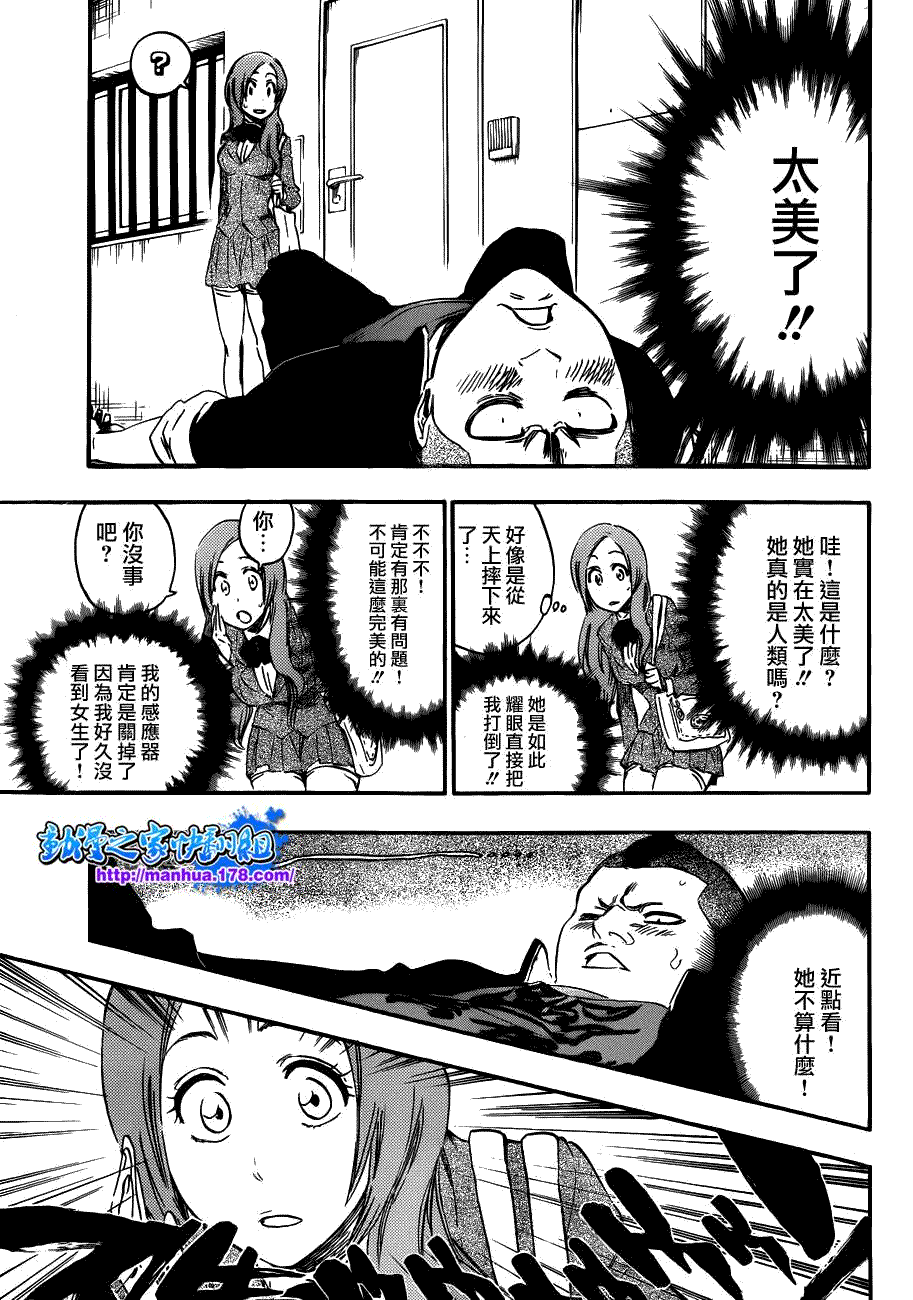 太美了!!
?
哇!這是什麼?
她實在太美了!!
她真的是人類嗎?
好像是從
天上摔下來
了…
她是如此
耀眼直接把
我打倒了!!
不不不!
肯定有那裏有問題!
不可能這麼完美的!!
你…
你沒事
吧?
我的感應器
肯定是關掉了
因為我好久沒
看到女生了!
動漫之家快翻組
http://manhua.178.com/
近點看!
她不算什麼!